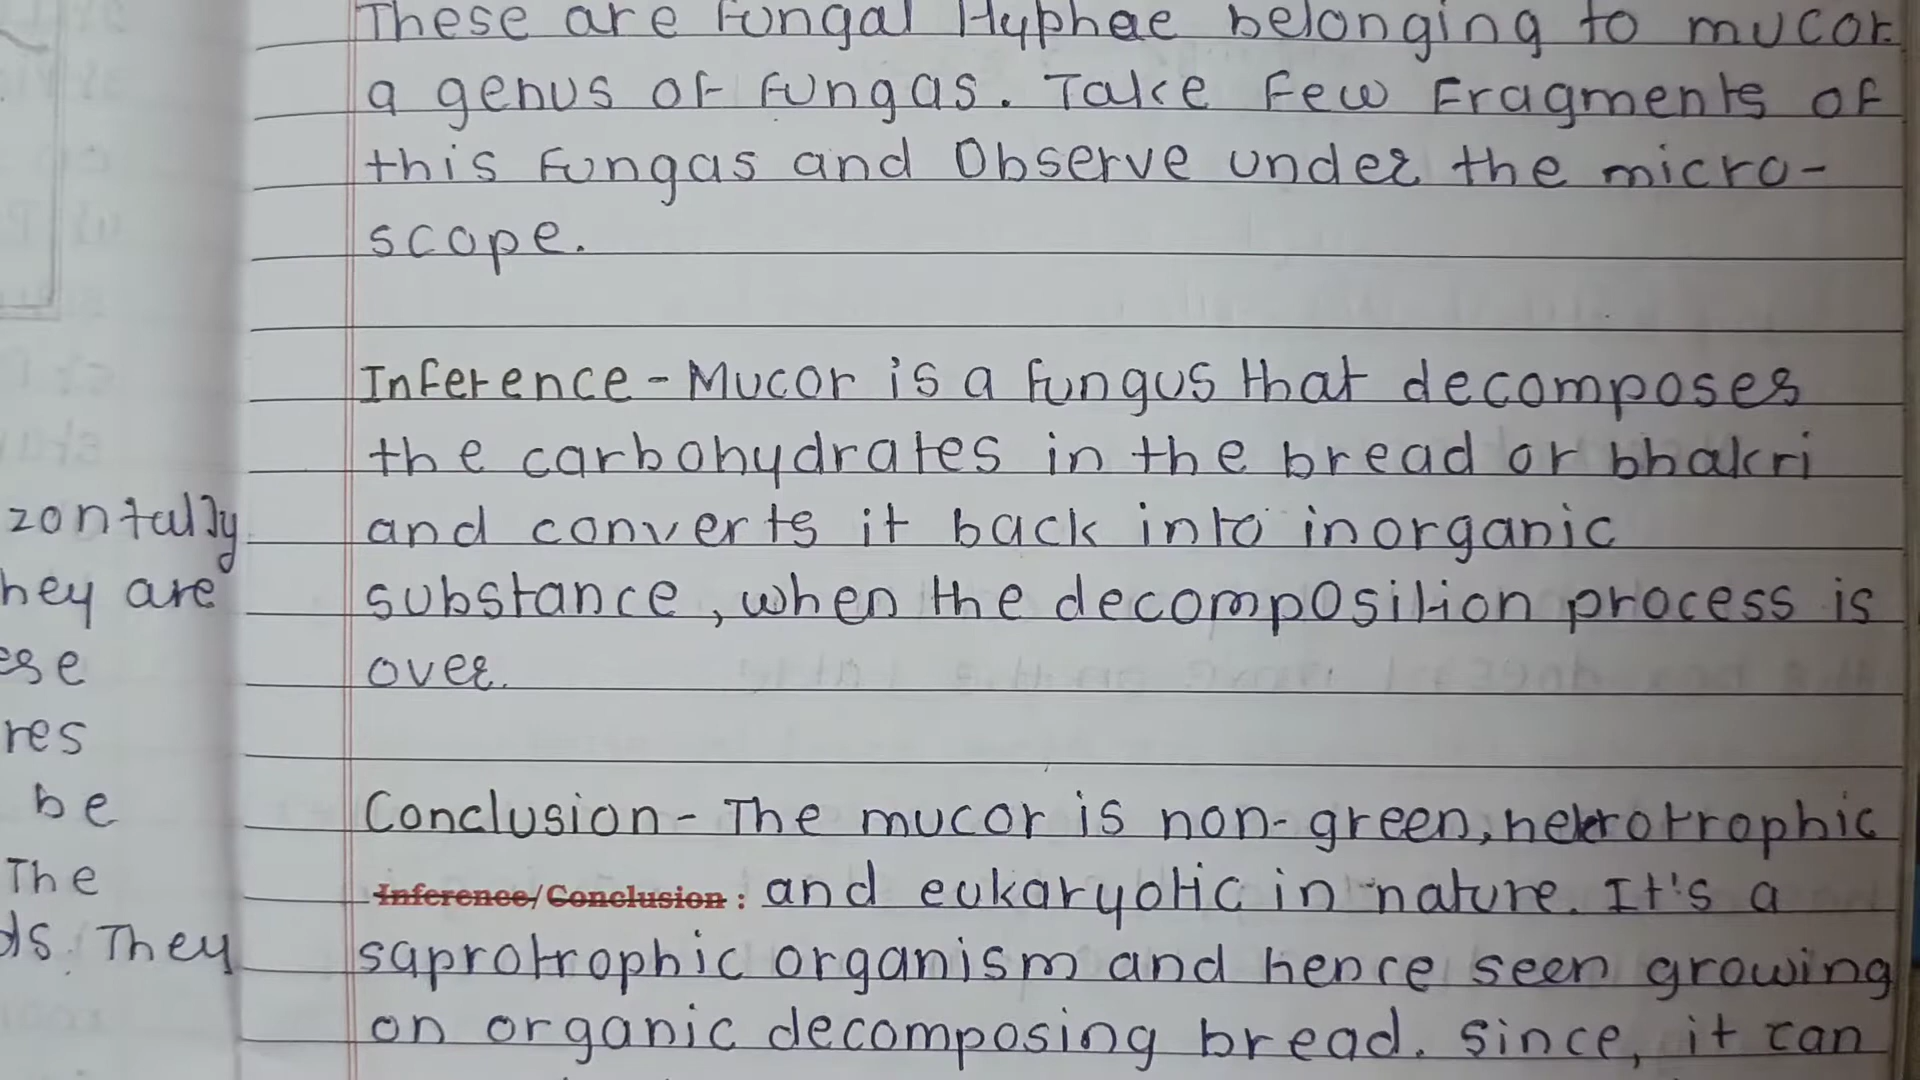 zontally
hey are
ese
res
be
The
ds. They
These are Fungal Hyphae belonging to mucor
a genus of fungas. Take Few Fragments of
this Fungas and Observe under the micro-
scope.
Inference - Mucor is a fungus that decomposes
the carbohydrates in the bread or bhakri
and converts it back into inorganic
substance, when the decomposition process is
over.
Conclusion - The mucor is non-green, hetrotrophic
Inference/Conclusion : and eukaryotic in nature. It's a
saprotrophic organism and hence seen growing
on organic decomposing bread. Since, it can